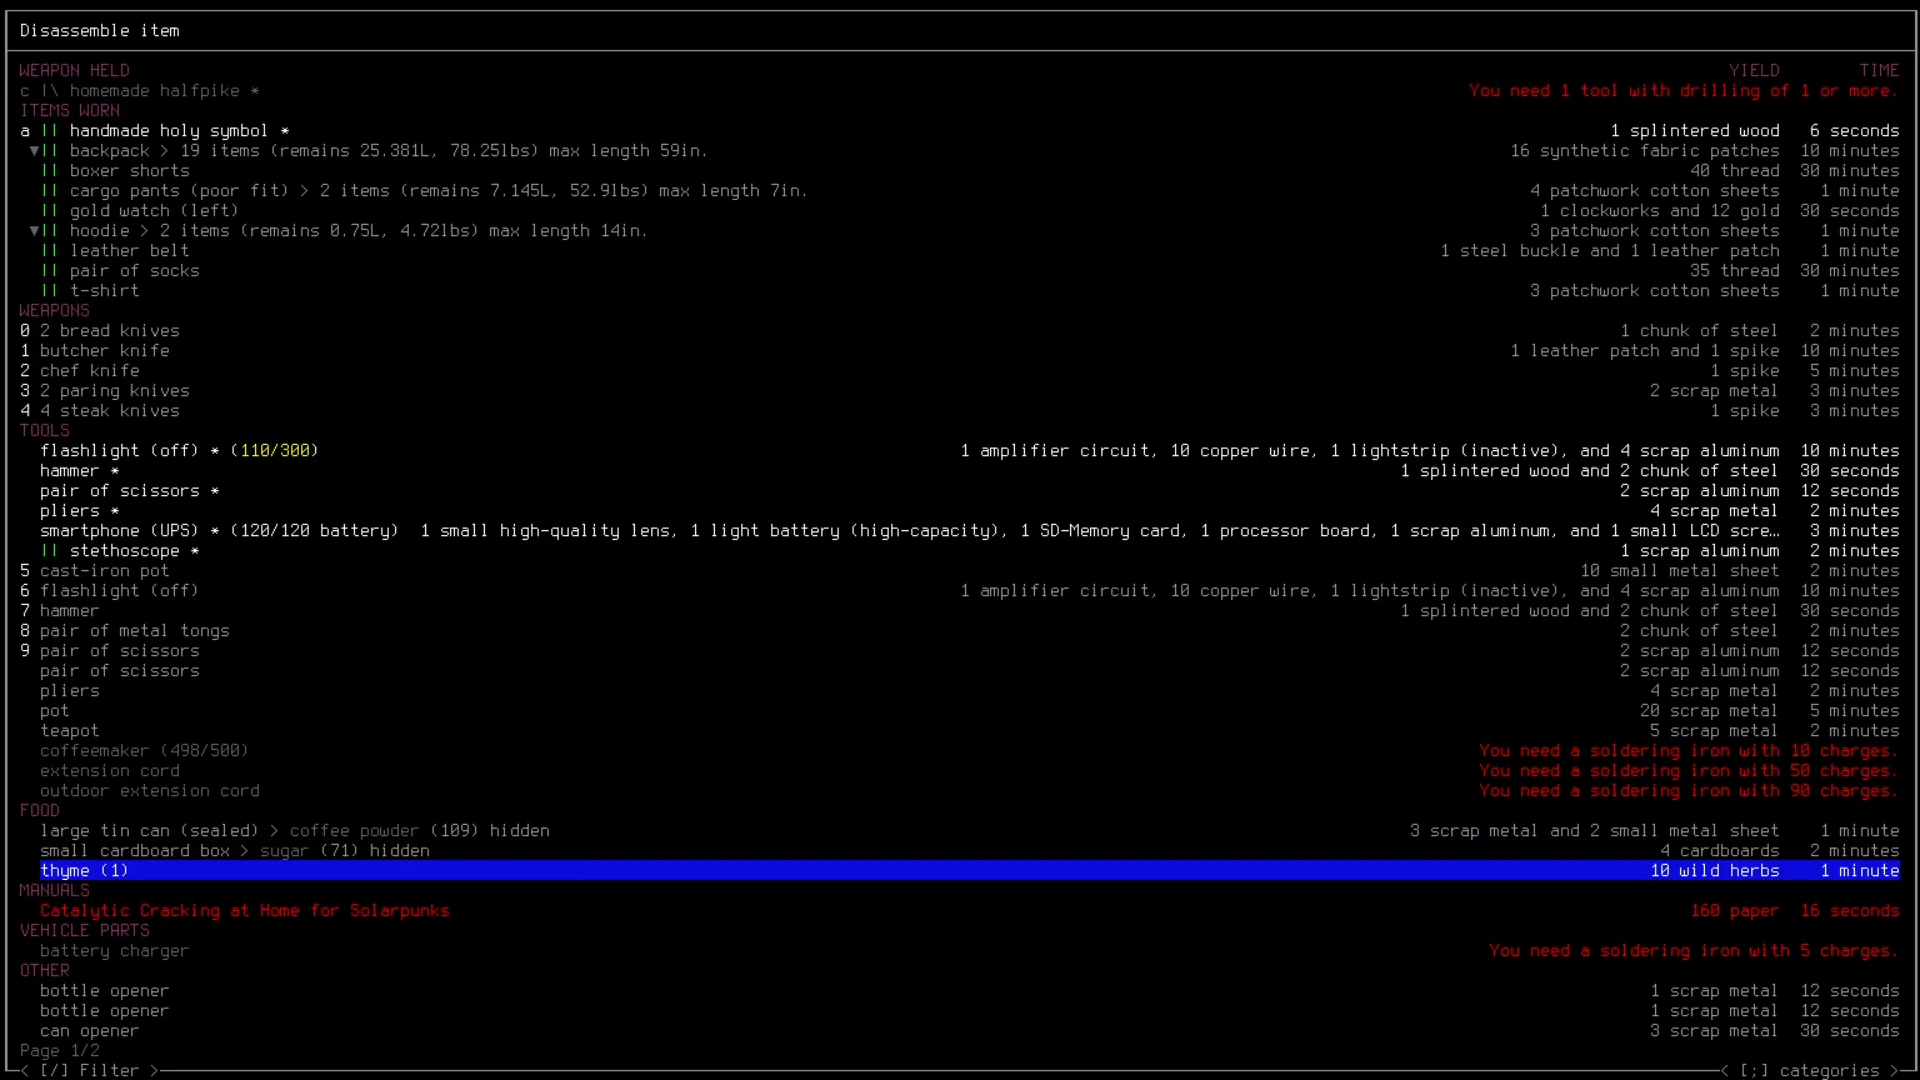 Disassemble item
WEAPON HELD YIELD TIME
c |\ homemade halfpike * You need 1 tool with drilling of 1 or more.
ITEMS WORN
a || handmade holy symbol * 1 splintered wood 6 seconds
▼|| backpack > 19 items (remains 25.381L, 78.25lbs) max length 59in. 16 synthetic fabric patches 10 minutes
|| boxer shorts 40 thread 30 minutes
|| cargo pants (poor fit) > 2 items (remains 7.145L, 52.9lbs) max length 7in. 4 patchwork cotton sheets 1 minute
|| gold watch (left) 1 clockworks and 12 gold 30 seconds
▼|| hoodie > 2 items (remains 0.75L, 4.72lbs) max length 14in. 3 patchwork cotton sheets 1 minute
|| leather belt 1 steel buckle and 1 leather patch 1 minute
|| pair of socks 35 thread 30 minutes
|| t-shirt 3 patchwork cotton sheets 1 minute
WEAPONS
0 2 bread knives 1 chunk of steel 2 minutes
1 butcher knife 1 leather patch and 1 spike 10 minutes
2 chef knife 1 spike 5 minutes
3 2 paring knives 2 scrap metal 3 minutes
4 4 steak knives 1 spike 3 minutes
TOOLS
flashlight (off) * (110/300) 1 amplifier circuit, 10 copper wire, 1 lightstrip (inactive), and 4 scrap aluminum 10 minutes
hammer * 1 splintered wood and 2 chunk of steel 30 seconds
pair of scissors * 2 scrap aluminum 12 seconds
pliers * 4 scrap metal 2 minutes
smartphone (UPS) * (120/120 battery) 1 small high-quality lens, 1 light battery (high-capacity), 1 SD-Memory card, 1 processor board, 1 scrap aluminum, and 1 small LCD scre… 3 minutes
|| stethoscope * 1 scrap aluminum 2 minutes
5 cast-iron pot 10 small metal sheet 2 minutes
6 flashlight (off) 1 amplifier circuit, 10 copper wire, 1 lightstrip (inactive), and 4 scrap aluminum 10 minutes
7 hammer 1 splintered wood and 2 chunk of steel 30 seconds
8 pair of metal tongs 2 chunk of steel 2 minutes
9 pair of scissors 2 scrap aluminum 12 seconds
pair of scissors 2 scrap aluminum 12 seconds
pliers 4 scrap metal 2 minutes
pot 20 scrap metal 5 minutes
teapot 5 scrap metal 2 minutes
coffeemaker (498/500) You need a soldering iron with 10 charges.
extension cord You need a soldering iron with 50 charges.
outdoor extension cord You need a soldering iron with 90 charges.
FOOD
large tin can (sealed) > coffee powder (109) hidden 3 scrap metal and 2 small metal sheet 1 minute
small cardboard box > sugar (71) hidden 4 cardboards 2 minutes
thyme (1) 10 wild herbs 1 minute
MANUALS
Catalytic Cracking at Home for Solarpunks 160 paper 16 seconds
VEHICLE PARTS
battery charger You need a soldering iron with 5 charges.
OTHER
bottle opener 1 scrap metal 12 seconds
bottle opener 1 scrap metal 12 seconds
can opener 3 scrap metal 30 seconds
Page 1/2
< [/] Filter > < [;] categories >